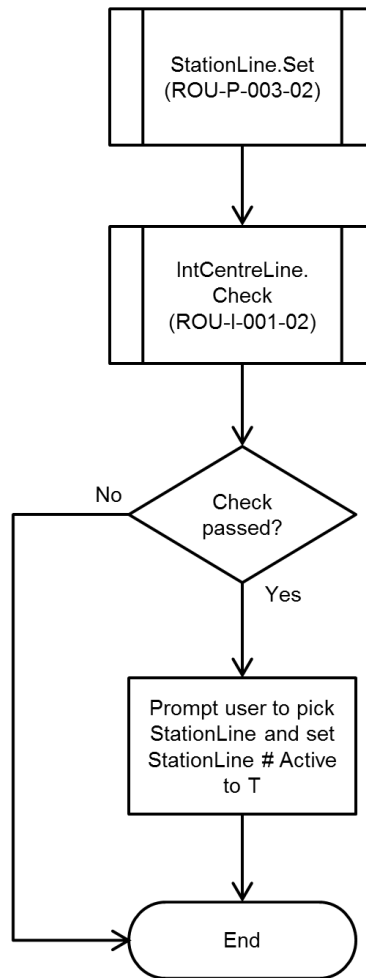 StationLine.Set
(ROU-P-003-02)
IntCentreLine.
Check
(ROU-I-001-02)
Check
passed?
No
Yes
Prompt user to pick
StationLine and set
StationLine # Active
to T
End